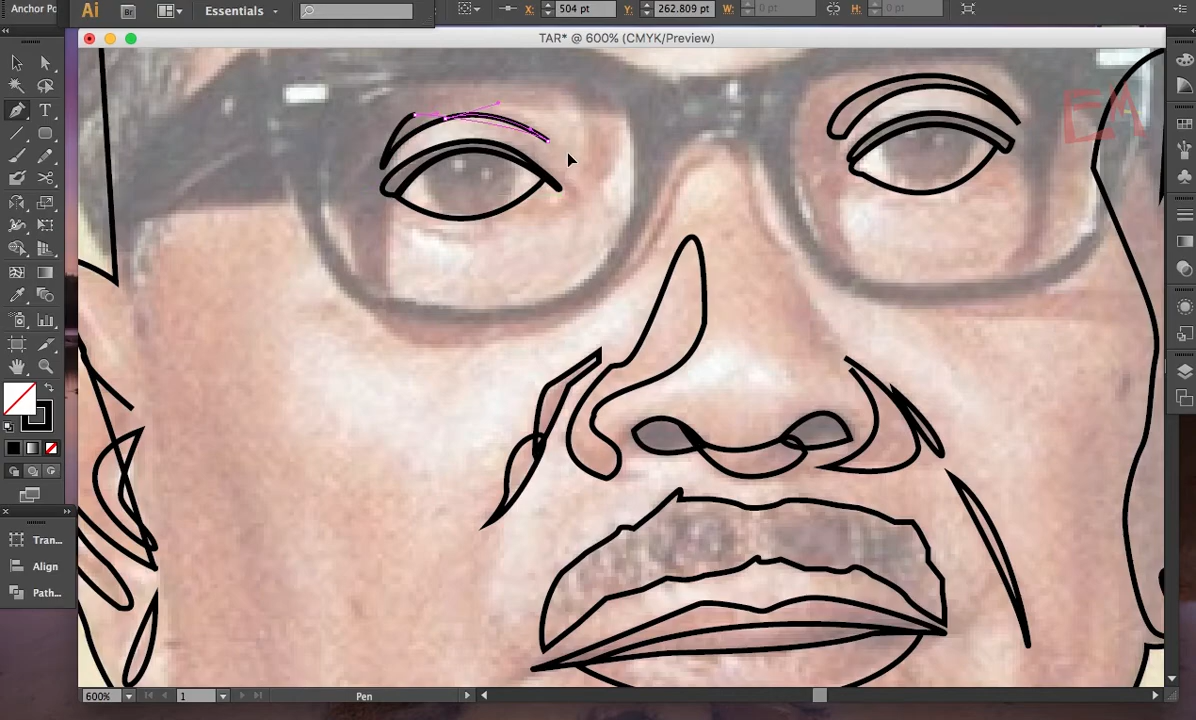 Anchor Po
Ai
Br
Essentials
X:
504 pt
Y:
262.809 pt
W:
0 pt
H:
0 pt
TAR* @ 600% (CMYK/Preview)
EM
T
Tran...
Align
Path...
600%
1
Pen